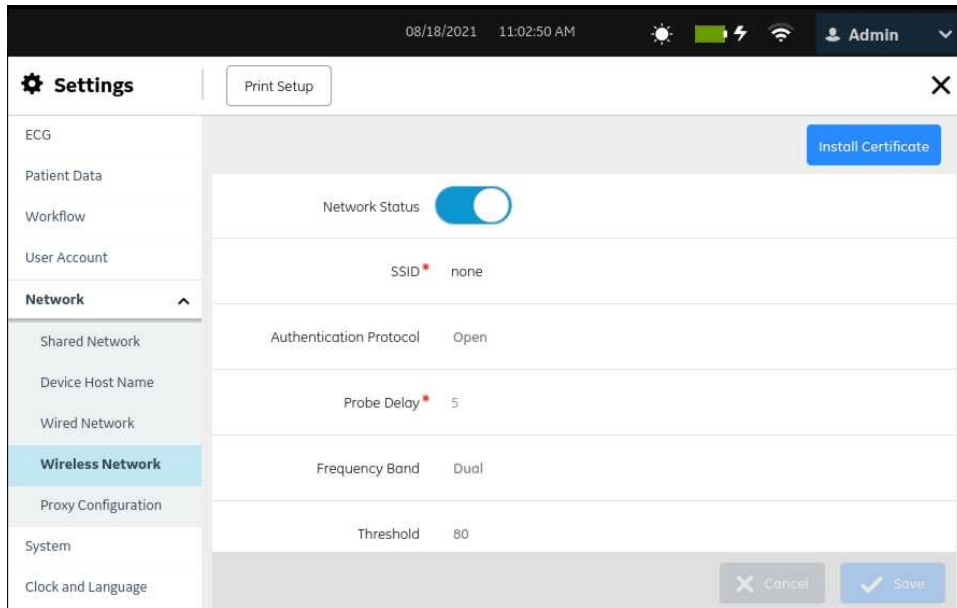 08/18/2021 11:02:50 AM Admin
Settings Print Setup
ECG
Install Certificate
Patient Data
Network Status
Workflow
User Account
SSID* none
Network
Shared Network
Authentication Protocol Open
Device Host Name
Probe Delay* 5
Wired Network
Wireless Network
Frequency Band Dual
Proxy Configuration
Threshold 80
System
Clock and Language
Cancel Save